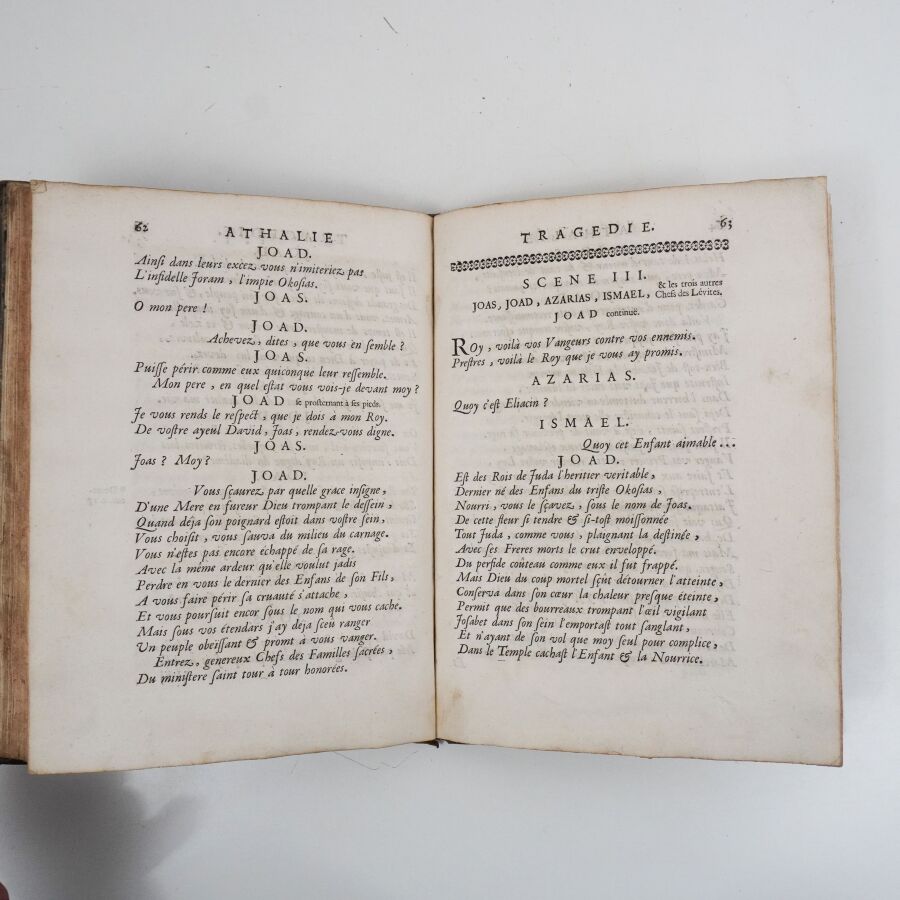 62 ATHALIE
JOAD.
Ainſi dans leurs excez vous n'imiteriez pas
L'infidelle Joram, l'impie Okoſias.
JOAS.
O mon pere !
JOAD.
Achevez, dites, que vous en ſemble ?
JOAS.
Puiſſe périr comme eux quiconque leur reſſemble.
Mon pere, en quel eſtat vous vois-je devant moy ?
JOAD ſe proſternant à ſes pieds.
Je vous rends le reſpect, que je dois à mon Roy.
De voſtre ayeul David, Joas, rendez-vous digne.
JOAS.
Joas ? Moy ?
JOAD.
Vous ſçaurez par quelle grace inſigne,
D'une Mere en fureur Dieu trompant le deſſein,
Quand déja ſon poignard eſtoit dans voſtre ſein,
Vous choiſit, vous ſauva du milieu du carnage.
Vous n'eſtes pas encore échappé de ſa rage.
Avec la même ardeur qu'elle voulut jadis
Perdre en vous le dernier des Enfans de ſon Fils,
A vous faire périr ſa cruauté s'attache,
Et vous pourſuit encor ſous le nom qui vous cache.
Mais ſous vos étendars j'ay déja ſceu ranger
Un peuple obeïſſant & promt à vous vanger.
Entrez, genereux Chefs des Familles ſacrées,
Du miniſtere ſaint tour à tour honorées.
TRAGEDIE. 63
SCENE III.
JOAS, JOAD, AZARIAS, ISMAEL, & les trois autres Chefs des Lévites.
JOAD continuë.
ROy, voilà vos Vangeurs contre vos ennemis.
Preſtres, voilà le Roy que je vous ay promis.
AZARIAS.
Quoy c'eſt Eliacin ?
ISMAEL.
Quoy cet Enfant aimable...
JOAD.
Eſt des Rois de Juda l'heritier veritable,
Dernier né des Enfans du triſte Okoſias,
Nourri, vous le ſçavez, ſous le nom de Joas.
De cette fleur ſi tendre & ſi-toſt moiſſonnée
Tout Juda, comme vous, plaignant la deſtinée,
Avec ſes Freres morts le crut enveloppé.
Du perfide couteau comme eux il fut frappé.
Mais Dieu du coup mortel ſçût détourner l'atteinte,
Conſerva dans ſon cœur la chaleur preſque éteinte,
Permit que des bourreaux trompant l'œil vigilant
Joſabet dans ſon ſein l'emportaſt tout ſanglant,
Et n'ayant de ſon vol que moy ſeul pour complice,
Dans le Temple cachaſt l'Enfant & la Nourrice.